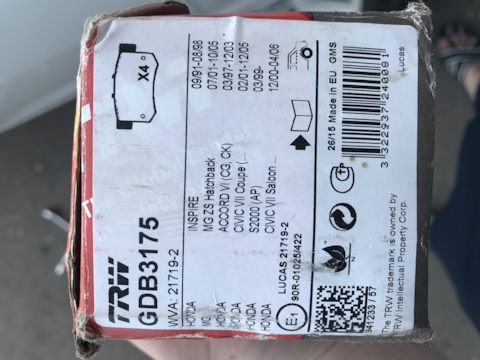 TRW
GDB3175
WVA: 21719-2
X4
HONDA INSPIRE 09/91-08/98
MG MG ZS Hatchback 07/01-10/05
HONDA ACCORD VI (CG, CK) 03/97-12/03
HONDA CIVIC VII Coupe (... 02/01-12/05
HONDA S2000 (AP) 03/99-
HONDA CIVIC VII Saloon ... 12/00-04/06
LUCAS 21719-2
E1 90R-01025/422
26/15 Made in EU GMS
3 322937 240081
Lucas
941233 / 57
The TRW trademark is owned by
TRW Intellectual Property Corp.